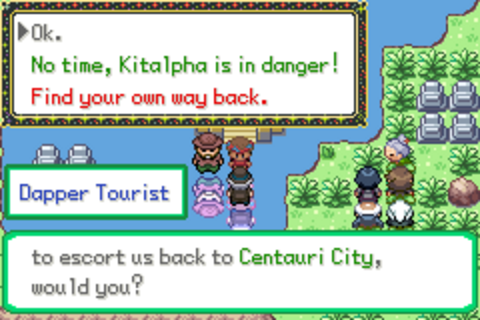 Ok.
No time, Kitalpha is in danger!
Find your own way back.
Dapper Tourist
to escort us back to Centauri City,
would you?